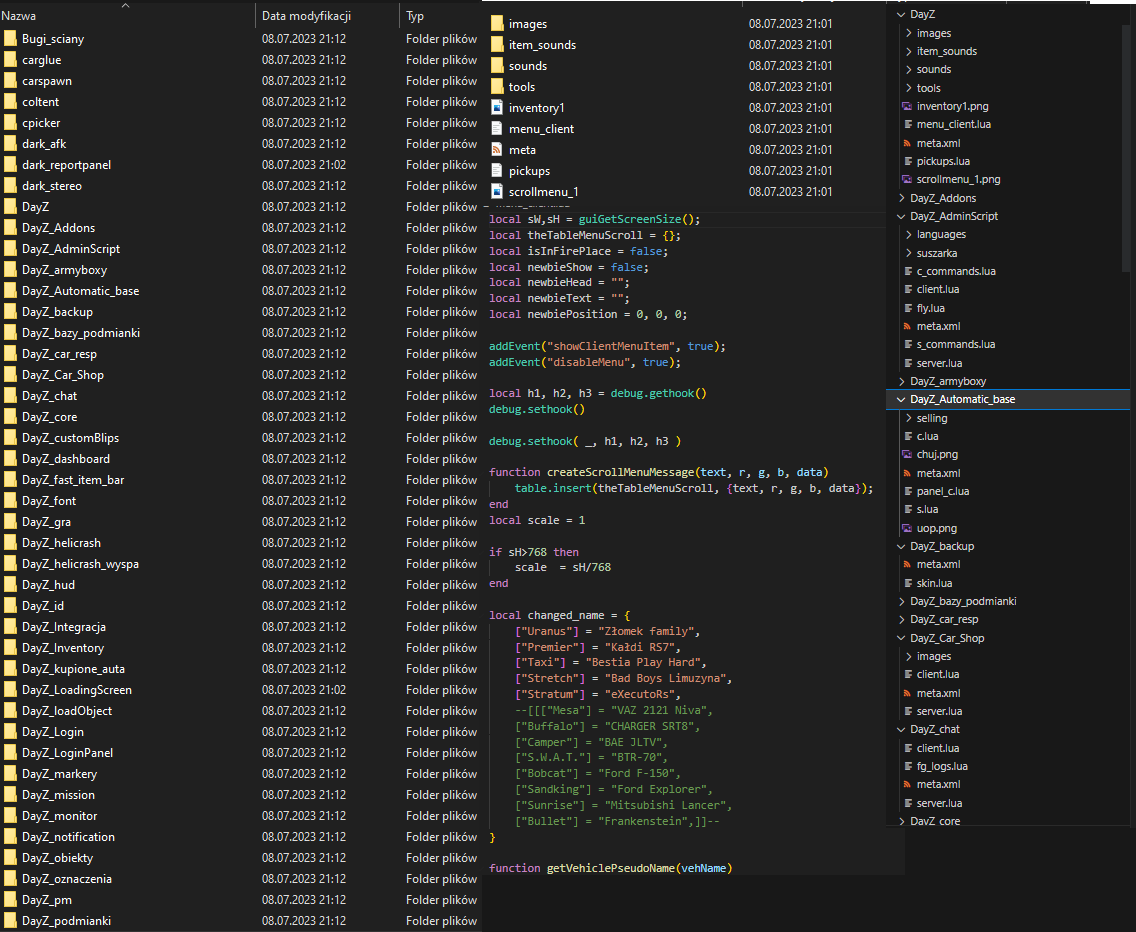 Nazwa Data modyfikacji Typ
Bugi_sciany 08.07.2023 21:12 Folder plików
carglue 08.07.2023 21:12 Folder plików
carspawn 08.07.2023 21:12 Folder plików
coltent 08.07.2023 21:12 Folder plików
cpicker 08.07.2023 21:12 Folder plików
dark_afk 08.07.2023 21:12 Folder plików
dark_reportpanel 08.07.2023 21:02 Folder plików
dark_stereo 08.07.2023 21:12 Folder plików
DayZ 08.07.2023 21:12 Folder plików
DayZ_Addons 08.07.2023 21:12 Folder plików
DayZ_AdminScript 08.07.2023 21:12 Folder plików
DayZ_armyboxy 08.07.2023 21:12 Folder plików
DayZ_Automatic_base 08.07.2023 21:12 Folder plików
DayZ_backup 08.07.2023 21:12 Folder plików
DayZ_bazy_podmianki 08.07.2023 21:12 Folder plików
DayZ_car_resp 08.07.2023 21:12 Folder plików
DayZ_Car_Shop 08.07.2023 21:12 Folder plików
DayZ_chat 08.07.2023 21:12 Folder plików
DayZ_core 08.07.2023 21:12 Folder plików
DayZ_customBlips 08.07.2023 21:12 Folder plików
DayZ_dashboard 08.07.2023 21:12 Folder plików
DayZ_fast_item_bar 08.07.2023 21:12 Folder plików
DayZ_font 08.07.2023 21:12 Folder plików
DayZ_gra 08.07.2023 21:12 Folder plików
DayZ_helicrash 08.07.2023 21:12 Folder plików
DayZ_helicrash_wyspa 08.07.2023 21:12 Folder plików
DayZ_hud 08.07.2023 21:12 Folder plików
DayZ_id 08.07.2023 21:12 Folder plików
DayZ_Integracja 08.07.2023 21:12 Folder plików
DayZ_Inventory 08.07.2023 21:12 Folder plików
DayZ_kupione_auta 08.07.2023 21:12 Folder plików
DayZ_LoadingScreen 08.07.2023 21:02 Folder plików
DayZ_loadObject 08.07.2023 21:12 Folder plików
DayZ_Login 08.07.2023 21:12 Folder plików
DayZ_LoginPanel 08.07.2023 21:12 Folder plików
DayZ_markery 08.07.2023 21:12 Folder plików
DayZ_mission 08.07.2023 21:12 Folder plików
DayZ_monitor 08.07.2023 21:12 Folder plików
DayZ_notification 08.07.2023 21:12 Folder plików
DayZ_obiekty 08.07.2023 21:12 Folder plików
DayZ_oznaczenia 08.07.2023 21:12 Folder plików
DayZ_pm 08.07.2023 21:12 Folder plików
DayZ_podmianki 08.07.2023 21:12 Folder plików
images 08.07.2023 21:01
item_sounds 08.07.2023 21:01
sounds 08.07.2023 21:01
tools 08.07.2023 21:01
inventory1 08.07.2023 21:01
menu_client 08.07.2023 21:01
meta 08.07.2023 21:01
pickups 08.07.2023 21:01
scrollmenu_1 08.07.2023 21:01
local sW,sH = guiGetScreenSize();
local theTableMenuScroll = {};
local isInFirePlace = false;
local newbieShow = false;
local newbieHead = "";
local newbieText = "";
local newbiePosition = 0, 0, 0;
addEvent("showClientMenuItem", true);
addEvent("disableMenu", true);
local h1, h2, h3 = debug.gethook()
debug.sethook()
debug.sethook( _, h1, h2, h3 )
function createScrollMenuMessage(text, r, g, b, data)
table.insert(theTableMenuScroll, {text, r, g, b, data});
end
local scale = 1
if sH>768 then
scale = sH/768
end
local changed_name = {
["Uranus"] = "Złomek family",
["Premier"] = "Kałdi RS7",
["Taxi"] = "Bestia Play Hard",
["Stretch"] = "Bad Boys Limuzyna",
["Stratum"] = "eXecutoRs",
--[[["Mesa"] = "VAZ 2121 Niva",
["Buffalo"] = "CHARGER SRT8",
["Camper"] = "BAE JLTV",
["S.W.A.T."] = "BTR-70",
["Bobcat"] = "Ford F-150",
["Sandking"] = "Ford Explorer",
["Sunrise"] = "Mitsubishi Lancer",
["Bullet"] = "Frankenstein",]]--
}
function getVehiclePseudoName(vehName)
DayZ
images
item_sounds
sounds
tools
inventory1.png
menu_client.lua
meta.xml
pickups.lua
scrollmenu_1.png
DayZ_Addons
DayZ_AdminScript
languages
suszarka
c_commands.lua
client.lua
fly.lua
meta.xml
s_commands.lua
server.lua
DayZ_armyboxy
DayZ_Automatic_base
selling
c.lua
chuj.png
meta.xml
panel_c.lua
s.lua
uop.png
DayZ_backup
meta.xml
skin.lua
DayZ_bazy_podmianki
DayZ_car_resp
DayZ_Car_Shop
images
client.lua
meta.xml
server.lua
DayZ_chat
client.lua
fg_logs.lua
meta.xml
server.lua
DayZ_core